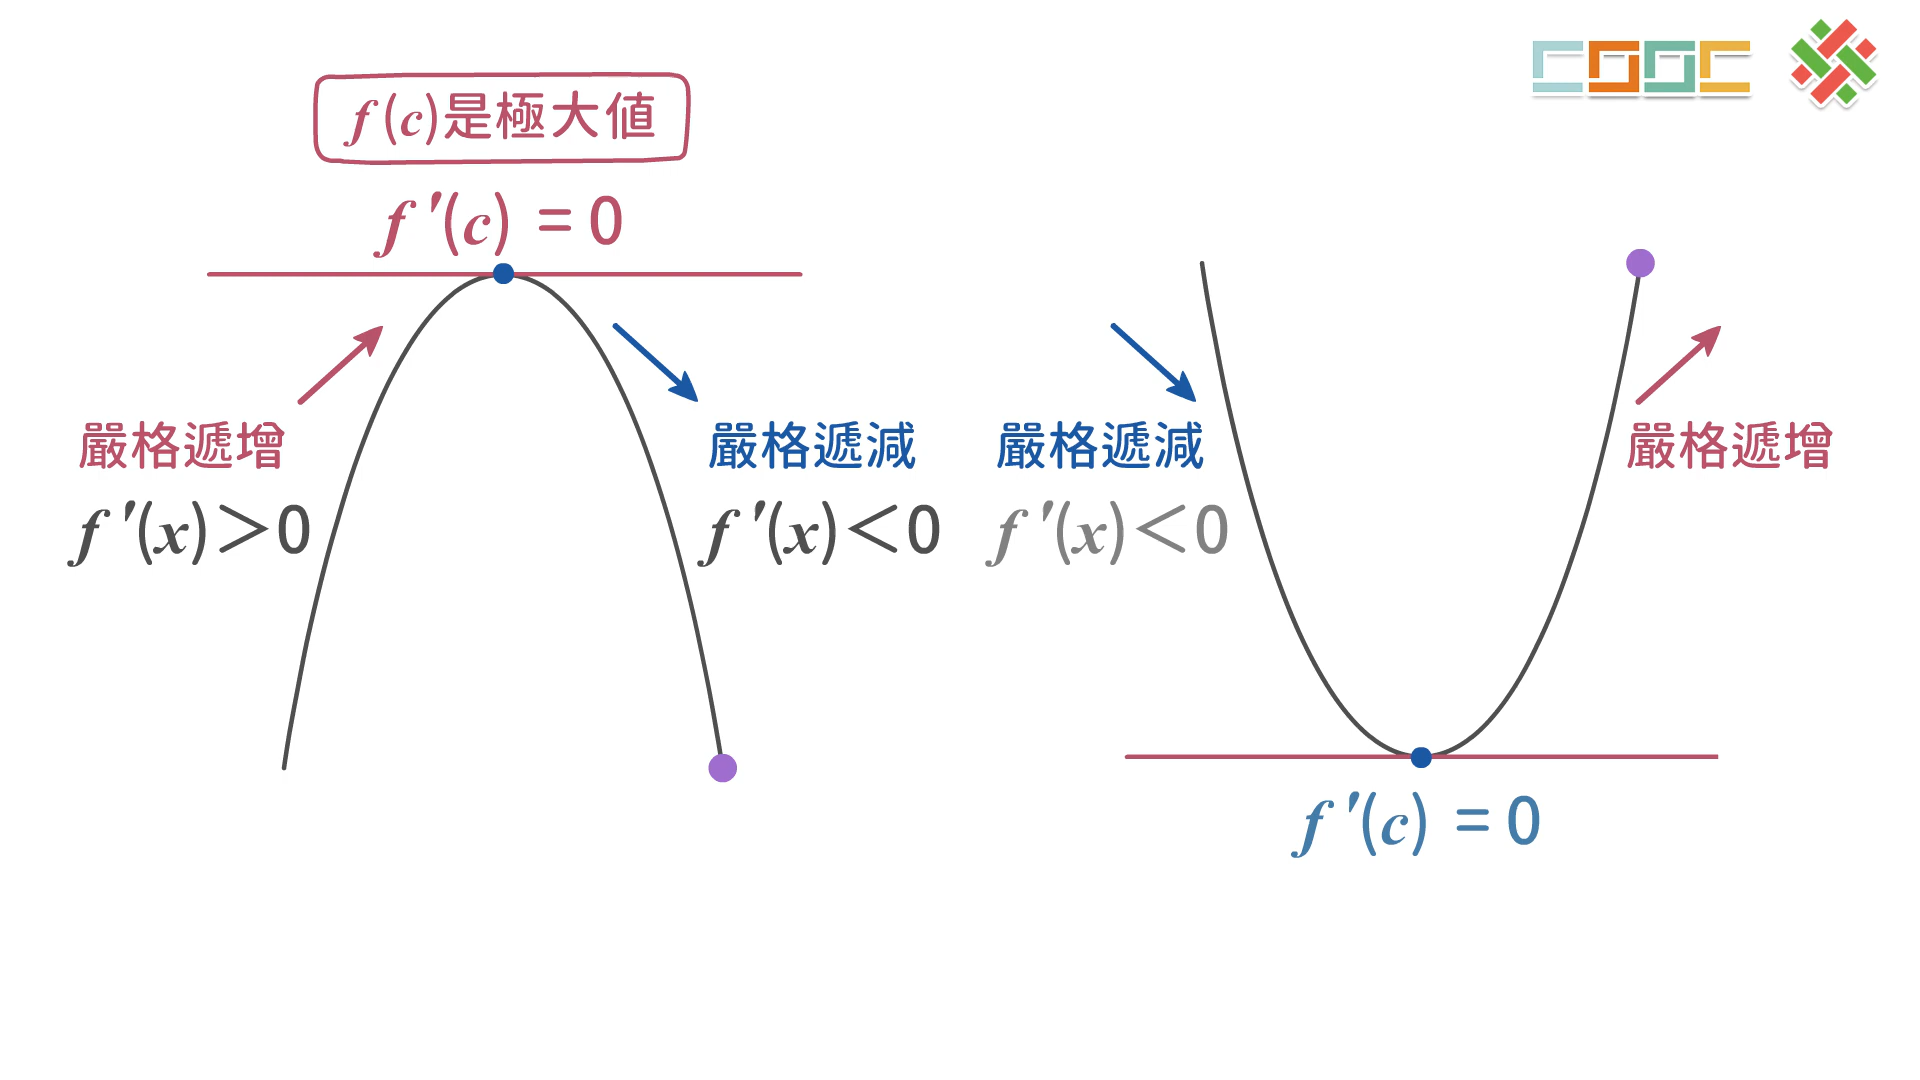 f(c)是極大值
f′(c) = 0
嚴格遞增
f′(x)>0
嚴格遞減
f′(x)<0
嚴格遞減
f′(x)<0
嚴格遞增
f′(c) = 0